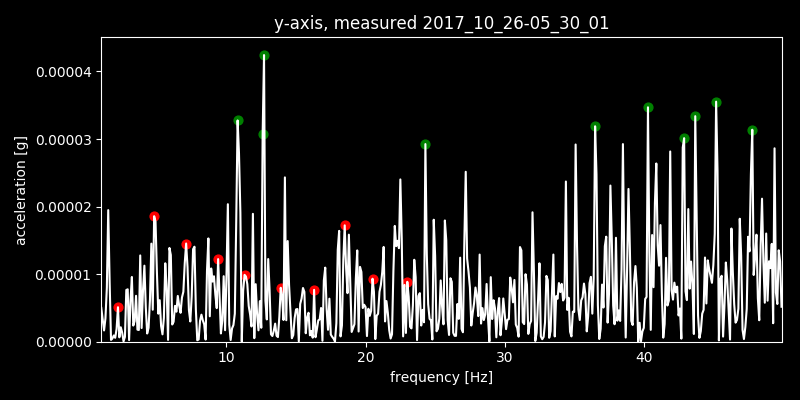 y-axis, measured 2017_10_26-05_30_01
0.00004
0.00003
0.00002
0.00001
0.00000
acceleration [g]
10 20 30 40
frequency [Hz]